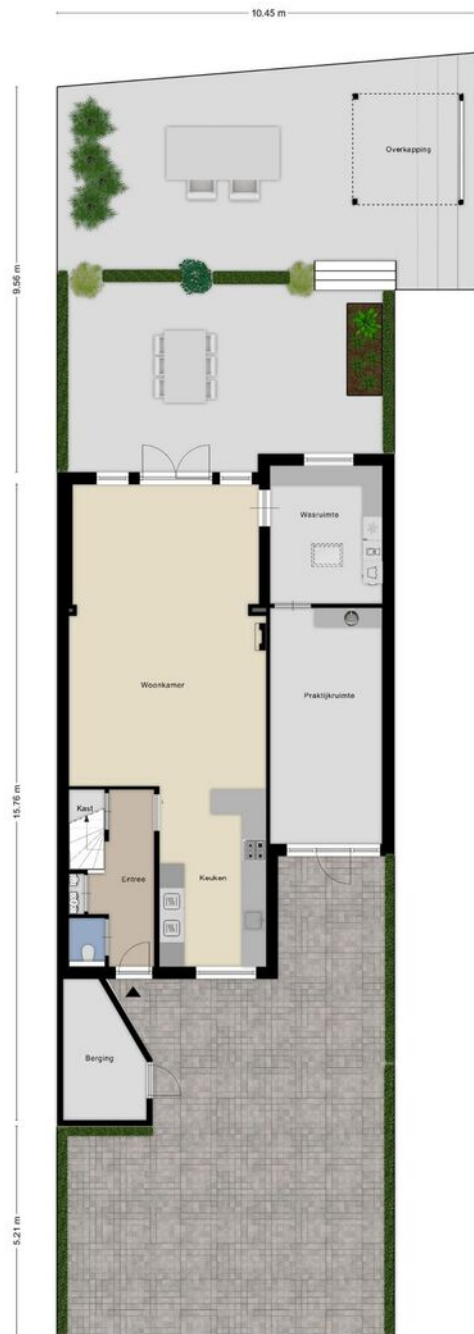 10.45 m
Overkapping
9.56 m
Wasruimte
Woonkamer
Praktijkruimte
15.76 m
Kast
Entree
Keuken
Berging
5.21 m